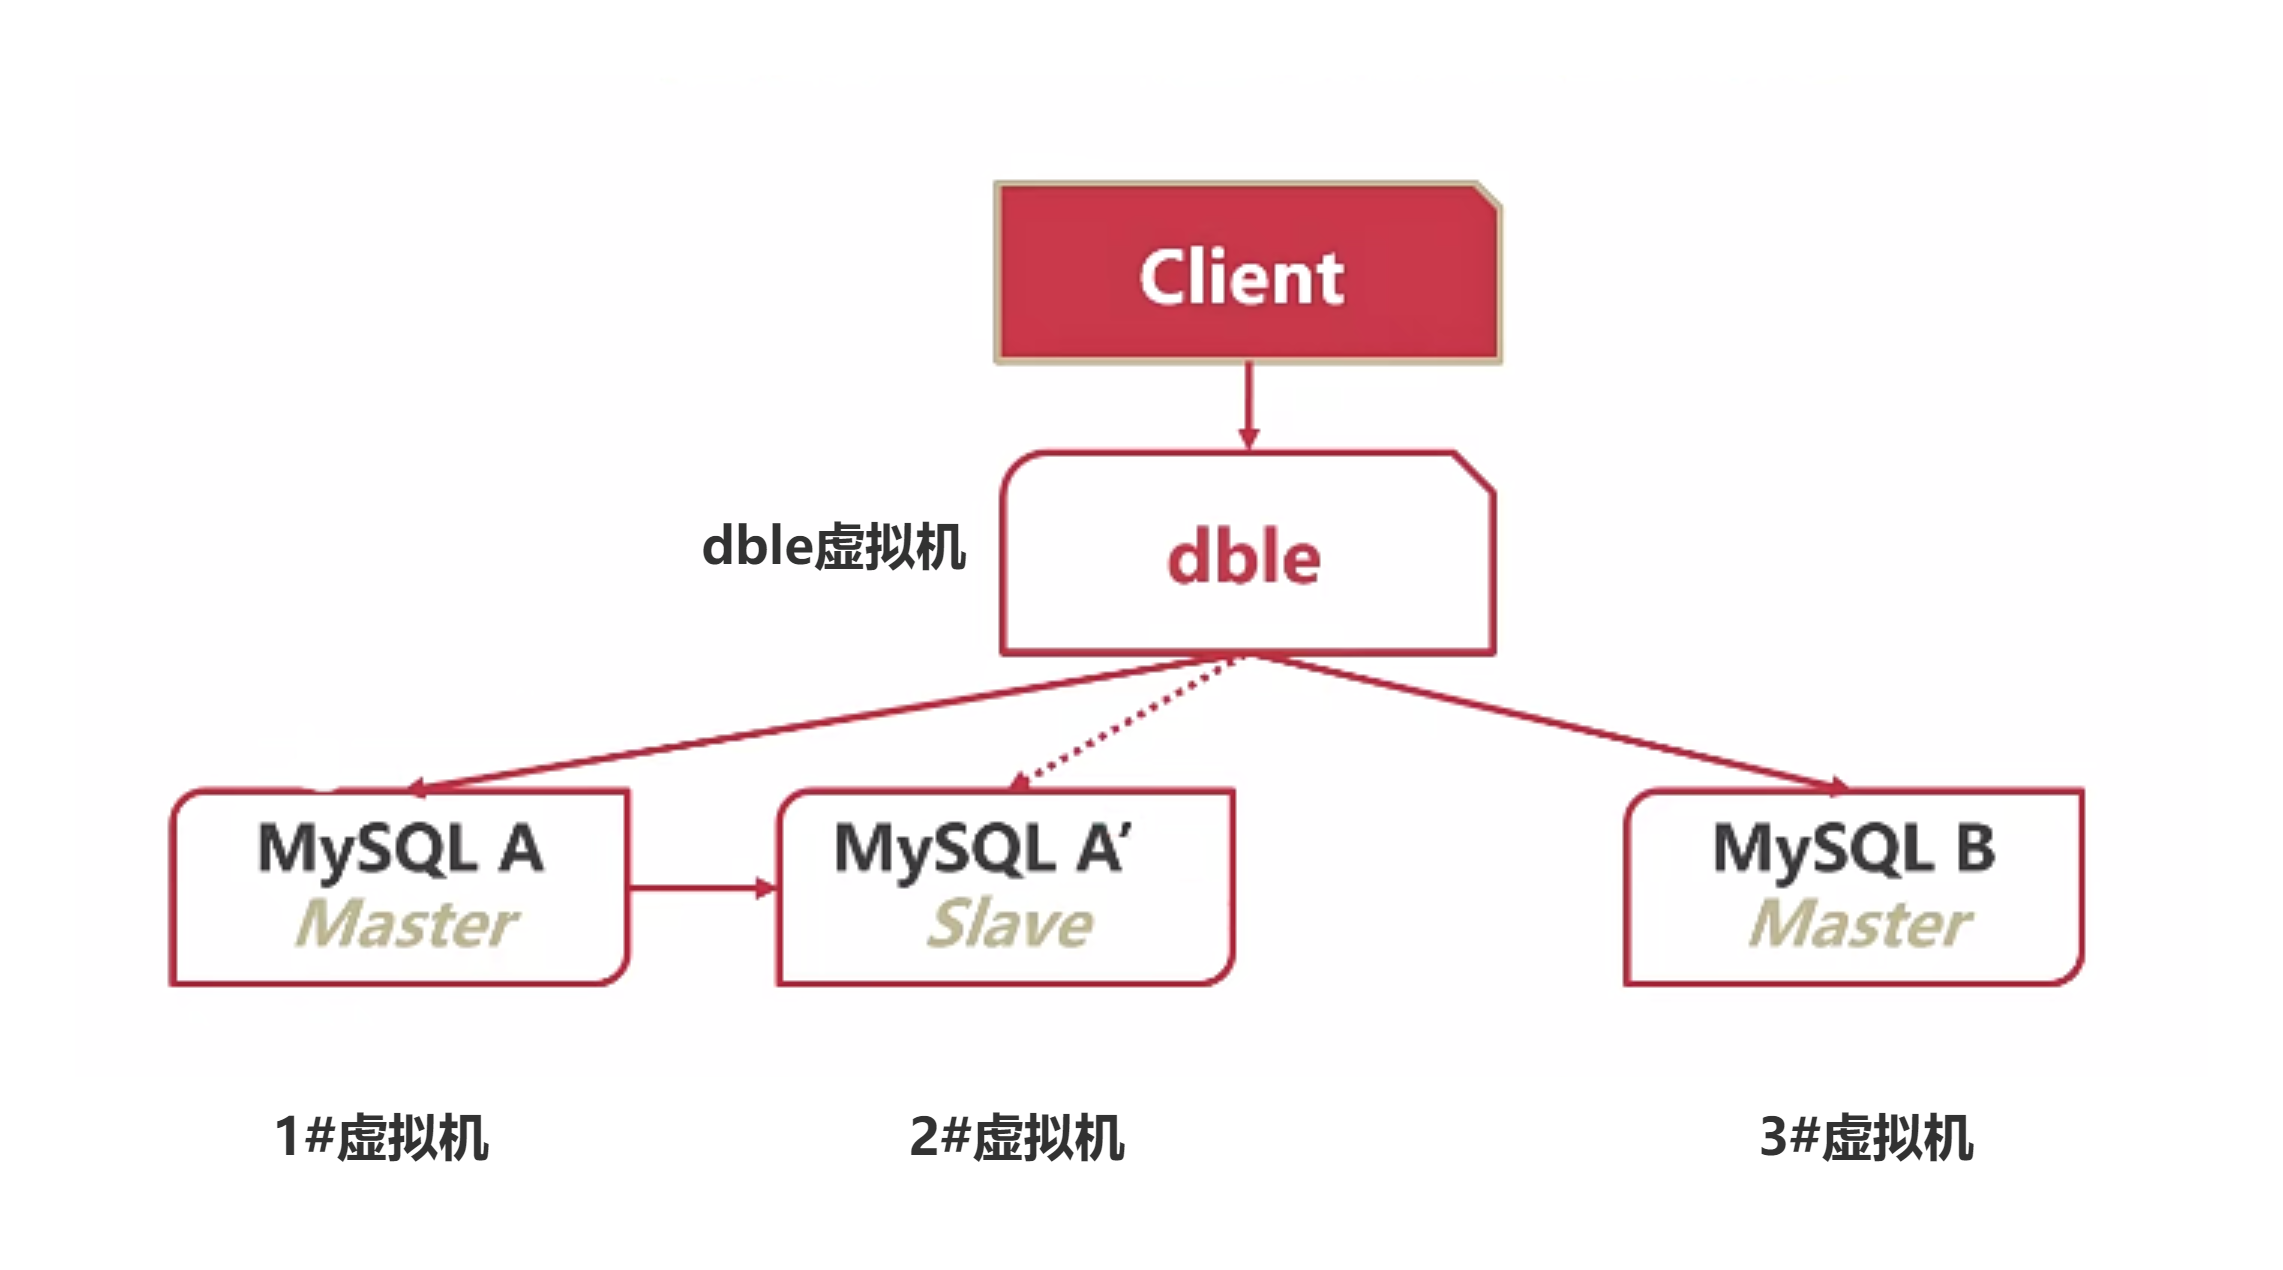 Client
dble虚拟机
dble
MySQL A
Master
MySQL A′
Slave
MySQL B
Master
1#虚拟机
2#虚拟机
3#虚拟机